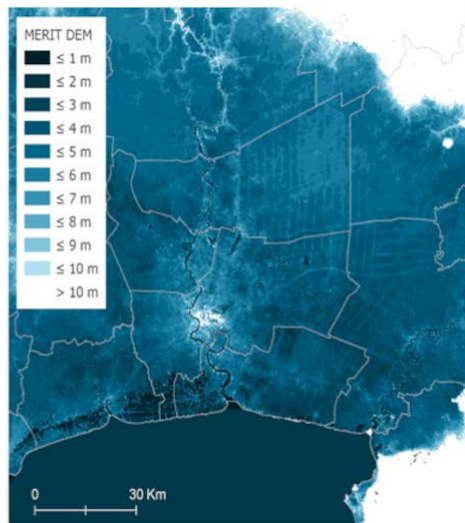 MERIT DEM
≤ 1 m
≤ 2 m
≤ 3 m
≤ 4 m
≤ 5 m
≤ 6 m
≤ 7 m
≤ 8 m
≤ 9 m
≤ 10 m
> 10 m
0 30 Km